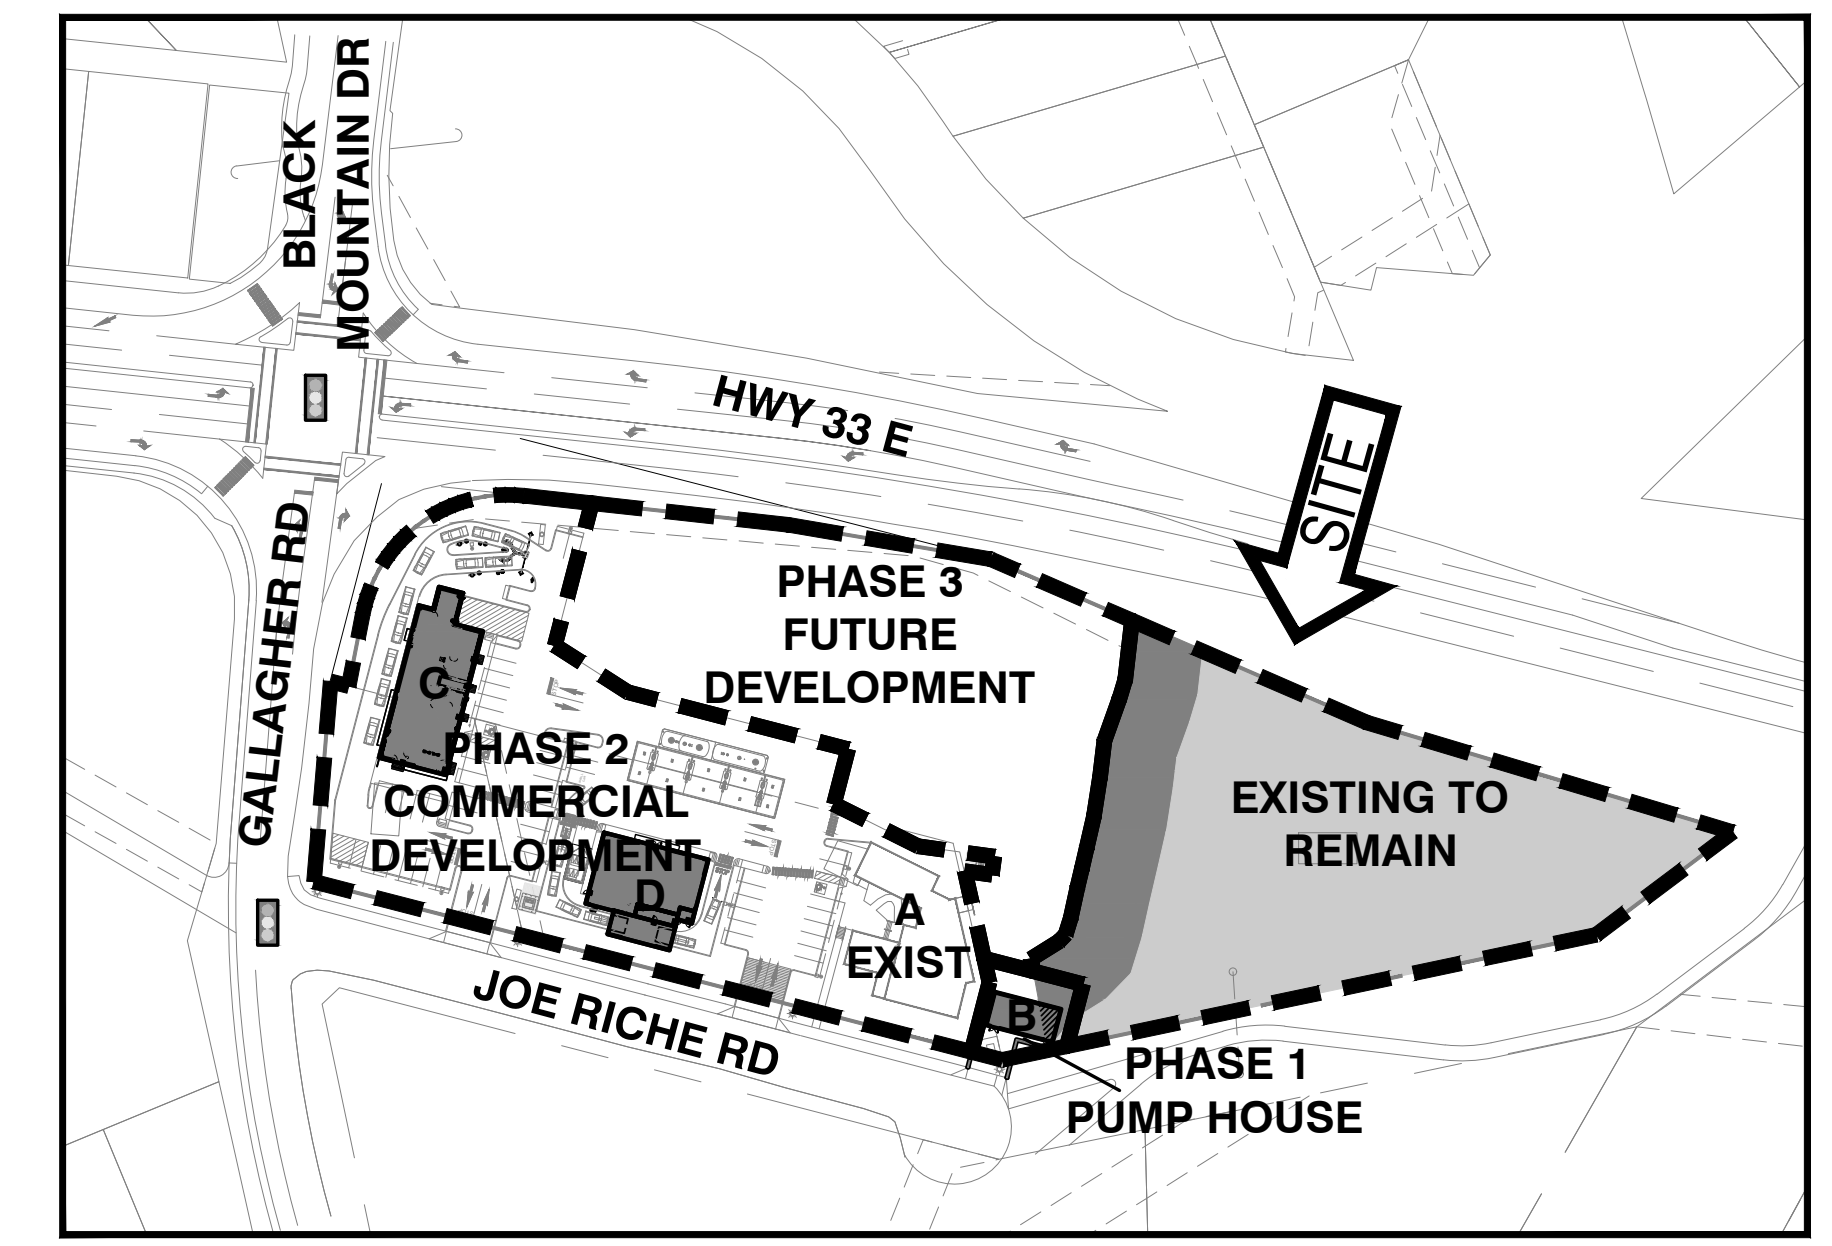 BLACK
MOUNTAIN DR
HWY 33 E
SITE
GALLAGHER RD
PHASE 3
FUTURE
DEVELOPMENT
C
PHASE 2
COMMERCIAL
DEVELOPMENT
D
EXISTING TO
REMAIN
A
EXIST
B
JOE RICHE RD
PHASE 1
PUMP HOUSE